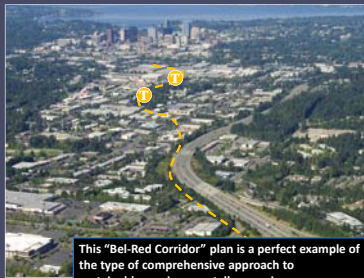 T
T
This “Bel-Red Corridor” plan is a perfect example of
the type of comprehensive approach to